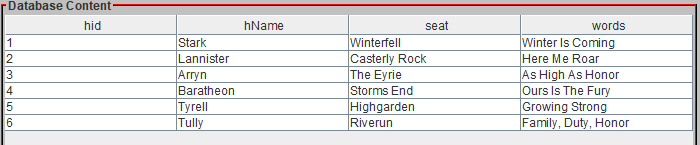 Database Content
hid hName seat words
1 Stark Winterfell Winter Is Coming
2 Lannister Casterly Rock Here Me Roar
3 Arryn The Eyrie As High As Honor
4 Baratheon Storms End Ours Is The Fury
5 Tyrell Highgarden Growing Strong
6 Tully Riverun Family, Duty, Honor